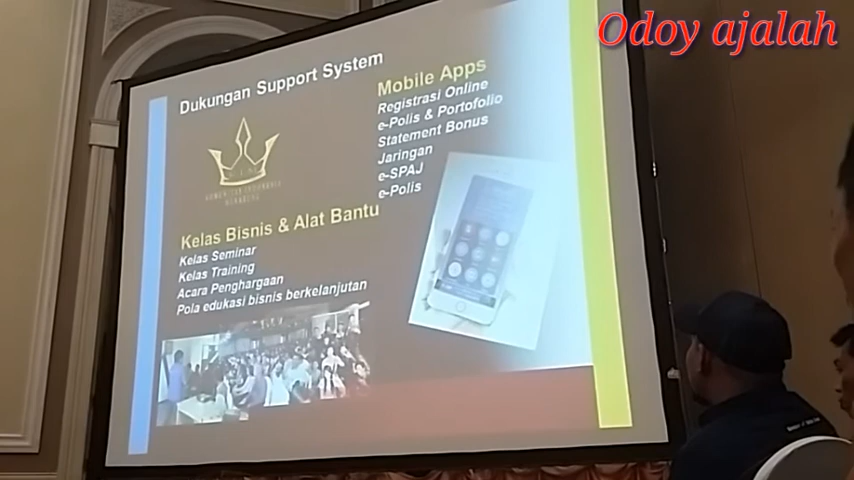 Odoy ajalah
Dukungan Support System
Mobile Apps
Registrasi Online
e-Polis & Portofolio
Statement Bonus
Jaringan
e-SPAJ
e-Polis
Kelas Bisnis & Alat Bantu
Kelas Seminar
Kelas Training
Acara Penghargaan
Pola edukasi bisnis berkelanjutan